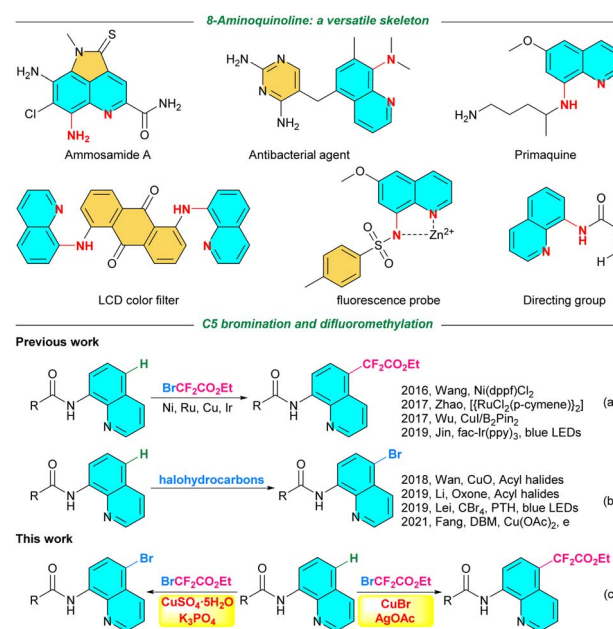 8-Aminoquinoline: a versatile skeleton
N S
H2N
Cl N NH2
NH2 O
Ammosamide A
NH2 N
N N
NH2
Antibacterial agent
O
N
NH
H2N
Primaquine
N O
NH HN
O N
LCD color filter
O
N
O N Zn2+
S
O
fluorescence probe
O
N N
H
H
Directing group
C5 bromination and difluoromethylation
Previous work
H
O
R N
H N
BrCF2CO2Et
Ni, Ru, Cu, Ir
CF2CO2Et
O
R N
H N
2016, Wang, Ni(dppf)Cl2
2017, Zhao, [{RuCl2(p-cymene)}2]
2017, Wu, CuI/B2Pin2
2019, Jin, fac-Ir(ppy)3, blue LEDs
(a
H
O
R N
H N
halohydrocarbons
Br
O
R N
H N
2018, Wan, CuO, Acyl halides
2019, Li, Oxone, Acyl halides
2019, Lei, CBr4, PTH, blue LEDs
2021, Fang, DBM, Cu(OAc)2, e
(b
This work
Br
O
R N
H N
BrCF2CO2Et
CuSO4·5H2O
K3PO4
H
O
R N
H N
BrCF2CO2Et
CuBr
AgOAc
CF2CO2Et
O
R N
H N
(c